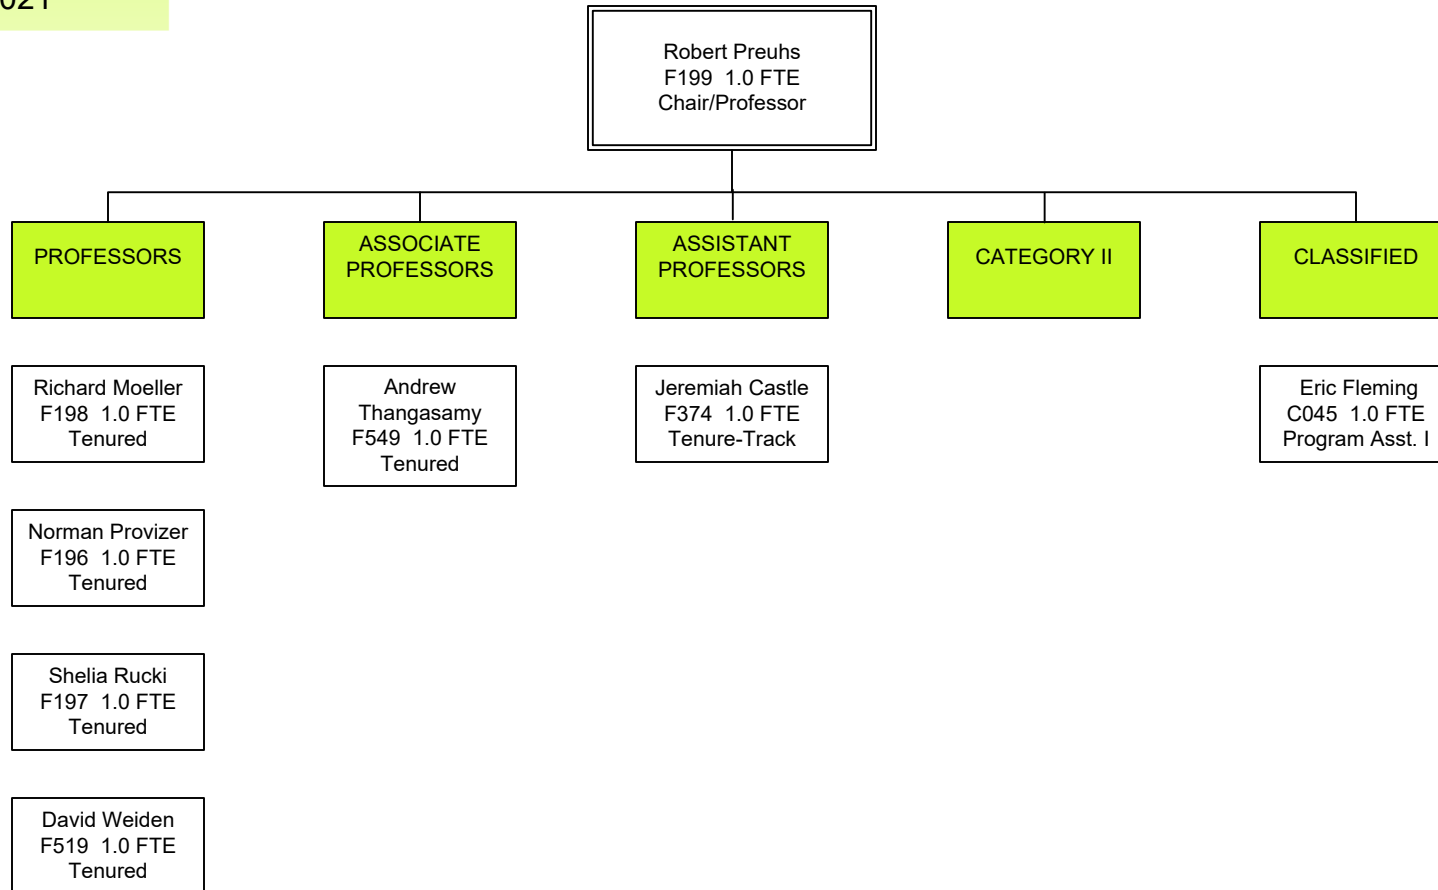 021
Robert Preuhs
F199 1.0 FTE
Chair/Professor
PROFESSORS
ASSOCIATE
PROFESSORS
ASSISTANT
PROFESSORS
CATEGORY II
CLASSIFIED
Richard Moeller
F198 1.0 FTE
Tenured
Andrew
Thangasamy
F549 1.0 FTE
Tenured
Jeremiah Castle
F374 1.0 FTE
Tenure-Track
Eric Fleming
C045 1.0 FTE
Program Asst. I
Norman Provizer
F196 1.0 FTE
Tenured
Shelia Rucki
F197 1.0 FTE
Tenured
David Weiden
F519 1.0 FTE
Tenured